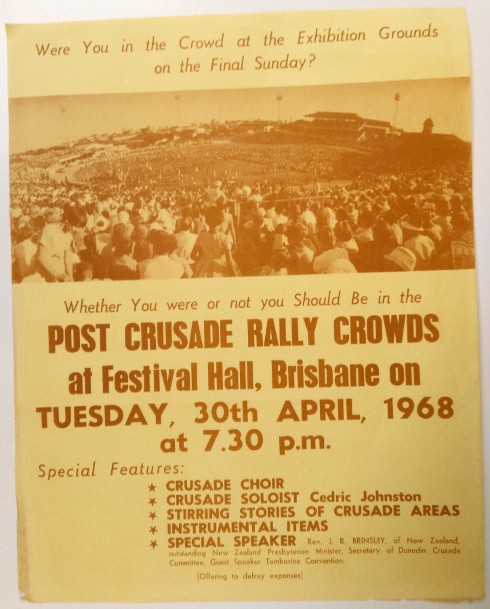 Were You in the Crowd at the Exhibition Grounds
on the Final Sunday?
Whether You were or not you Should Be in the
POST CRUSADE RALLY CROWDS
at Festival Hall, Brisbane on
TUESDAY, 30th APRIL, 1968
at 7.30 p.m.
Special Features:
★ CRUSADE CHOIR
★ CRUSADE SOLOIST Cedric Johnston
★ STIRRING STORIES OF CRUSADE AREAS
★ INSTRUMENTAL ITEMS
★ SPECIAL SPEAKER Rev. J. R. BRINSLEY, of New Zealand,
outstanding New Zealand Presbyterian Minister, Secretary of Dunedin Crusade
Committee, Guest Speaker Tamborine Convention.
(Offering to defray expenses)